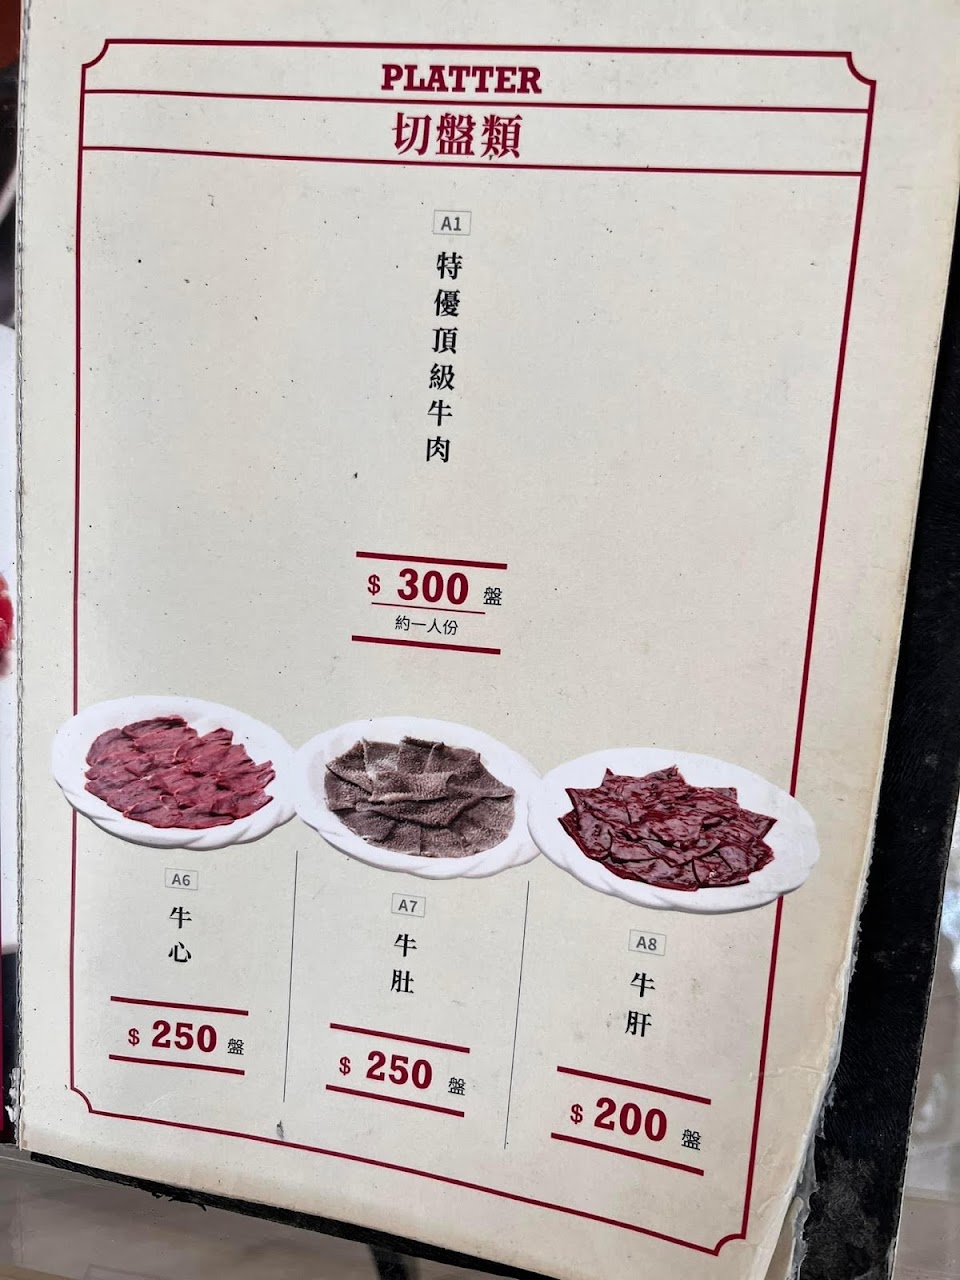 PLATTER
切盤類
A1
特優頂級牛肉
$ 300 盤
約一人份
A6
牛心
$ 250 盤
A7
牛肚
$ 250 盤
A8
牛肝
$ 200 盤